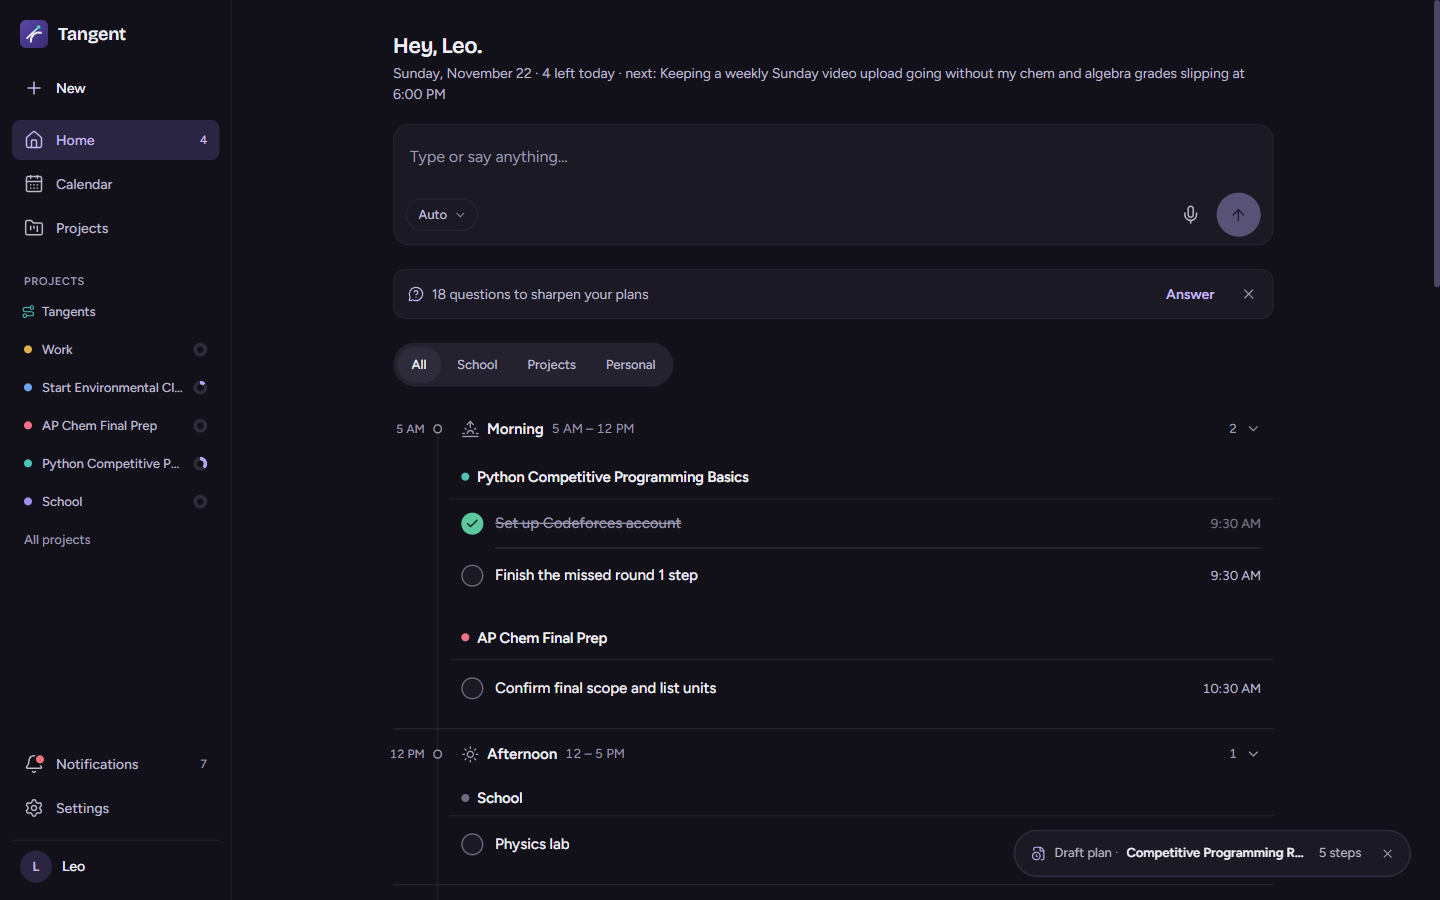 Tangent
New
Home 4
Calendar
Projects
PROJECTS
Tangents
Work
Start Environmental Cl...
AP Chem Final Prep
Python Competitive P...
School
All projects
Notifications 7
Settings
L Leo
Hey, Leo.
Sunday, November 22 · 4 left today · next: Keeping a weekly Sunday video upload going without my chem and algebra grades slipping at
6:00 PM
Type or say anything...
Auto
18 questions to sharpen your plans Answer
All School Projects Personal
5 AM Morning 5 AM – 12 PM 2
Python Competitive Programming Basics
Set up Codeforces account 9:30 AM
Finish the missed round 1 step 9:30 AM
AP Chem Final Prep
Confirm final scope and list units 10:30 AM
12 PM Afternoon 12 – 5 PM 1
School
Physics lab
Draft plan · Competitive Programming R... 5 steps